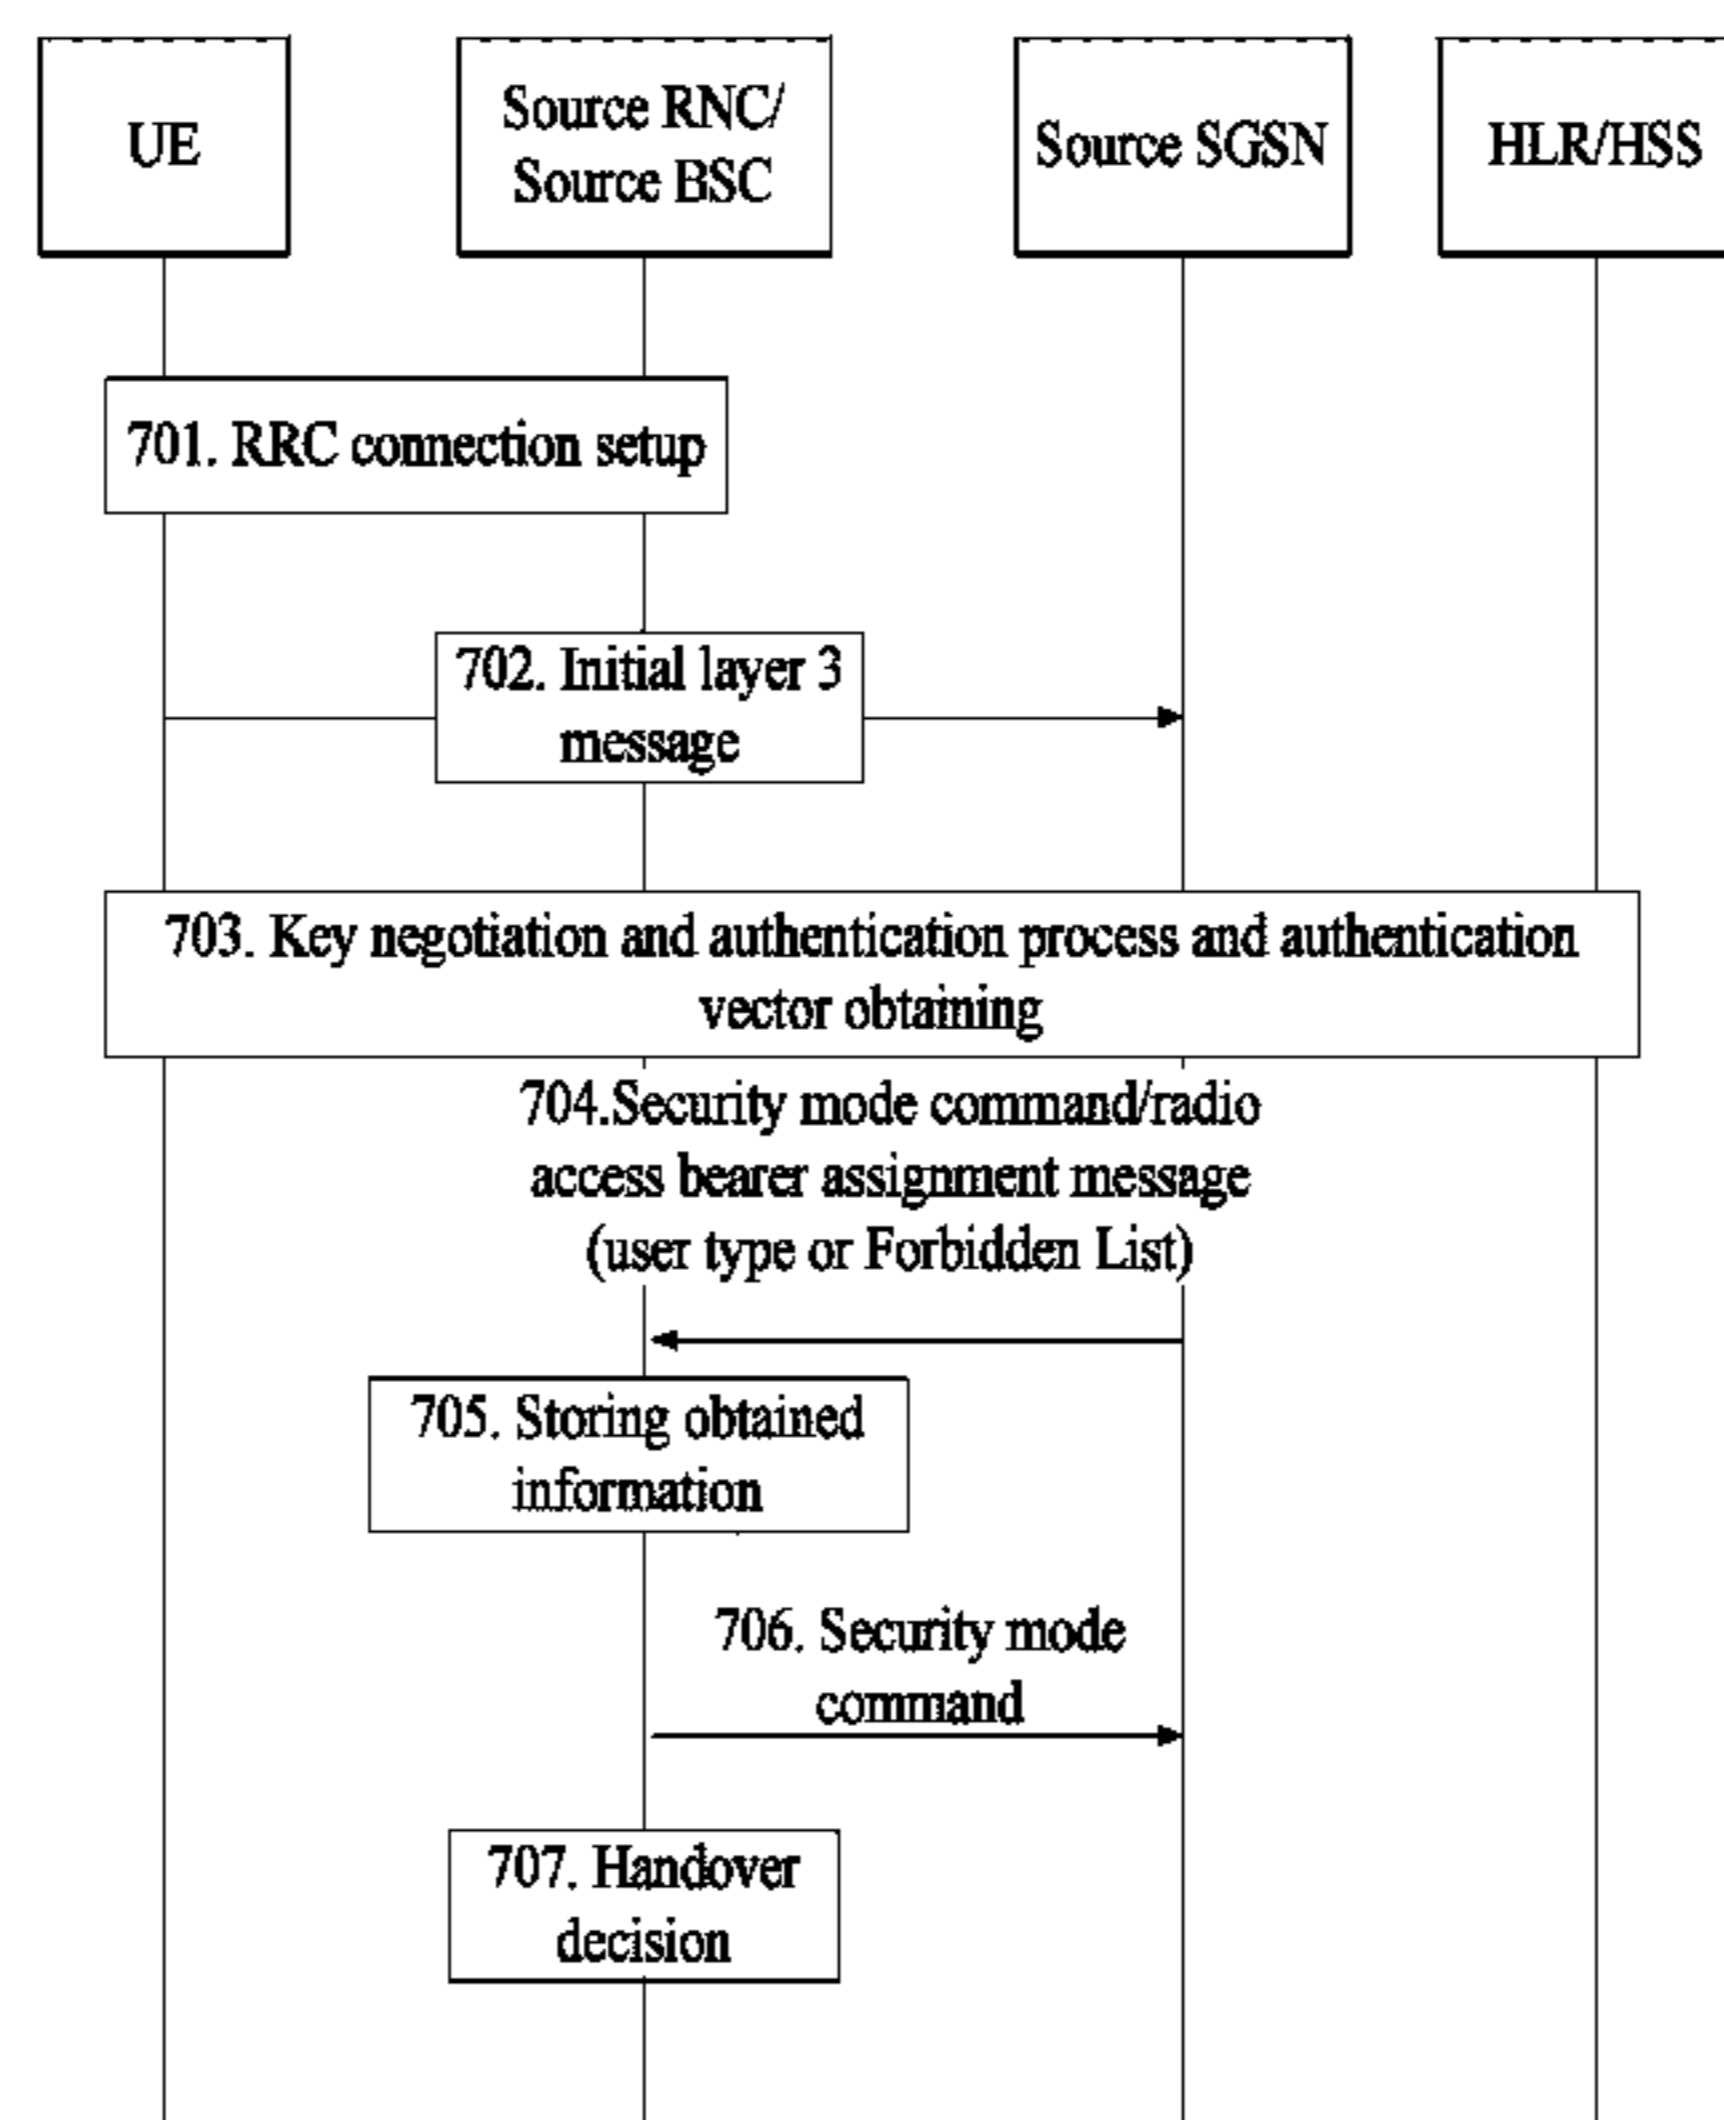 UE
Source RNC/
Source BSC
Source SGSN
HLR/HSS
701. RRC connection setup
702. Initial layer 3
message
703. Key negotiation and authentication process and authentication
vector obtaining
704.Security mode command/radio
access bearer assignment message
(user type or Forbidden List)
705. Storing obtained
information
706. Security mode
command
707. Handover
decision